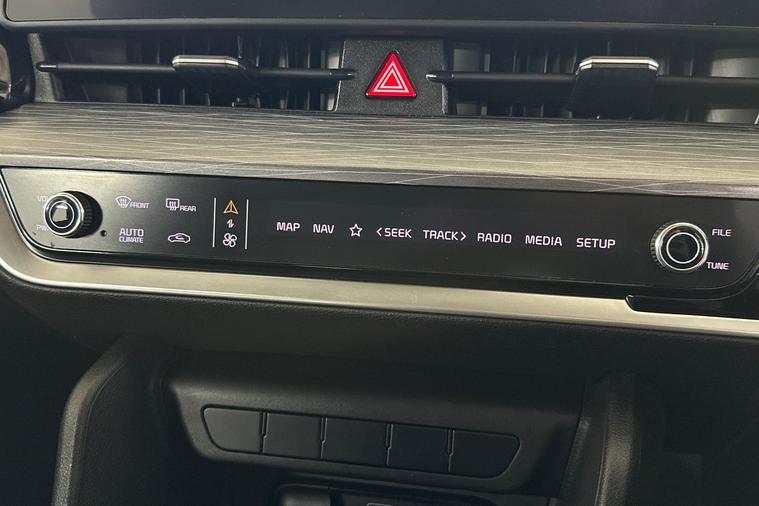 FRONT
REAR
AUTO
CLIMATE
MAP NAV <SEEK TRACK> RADIO MEDIA SETUP
FILE
TUNE